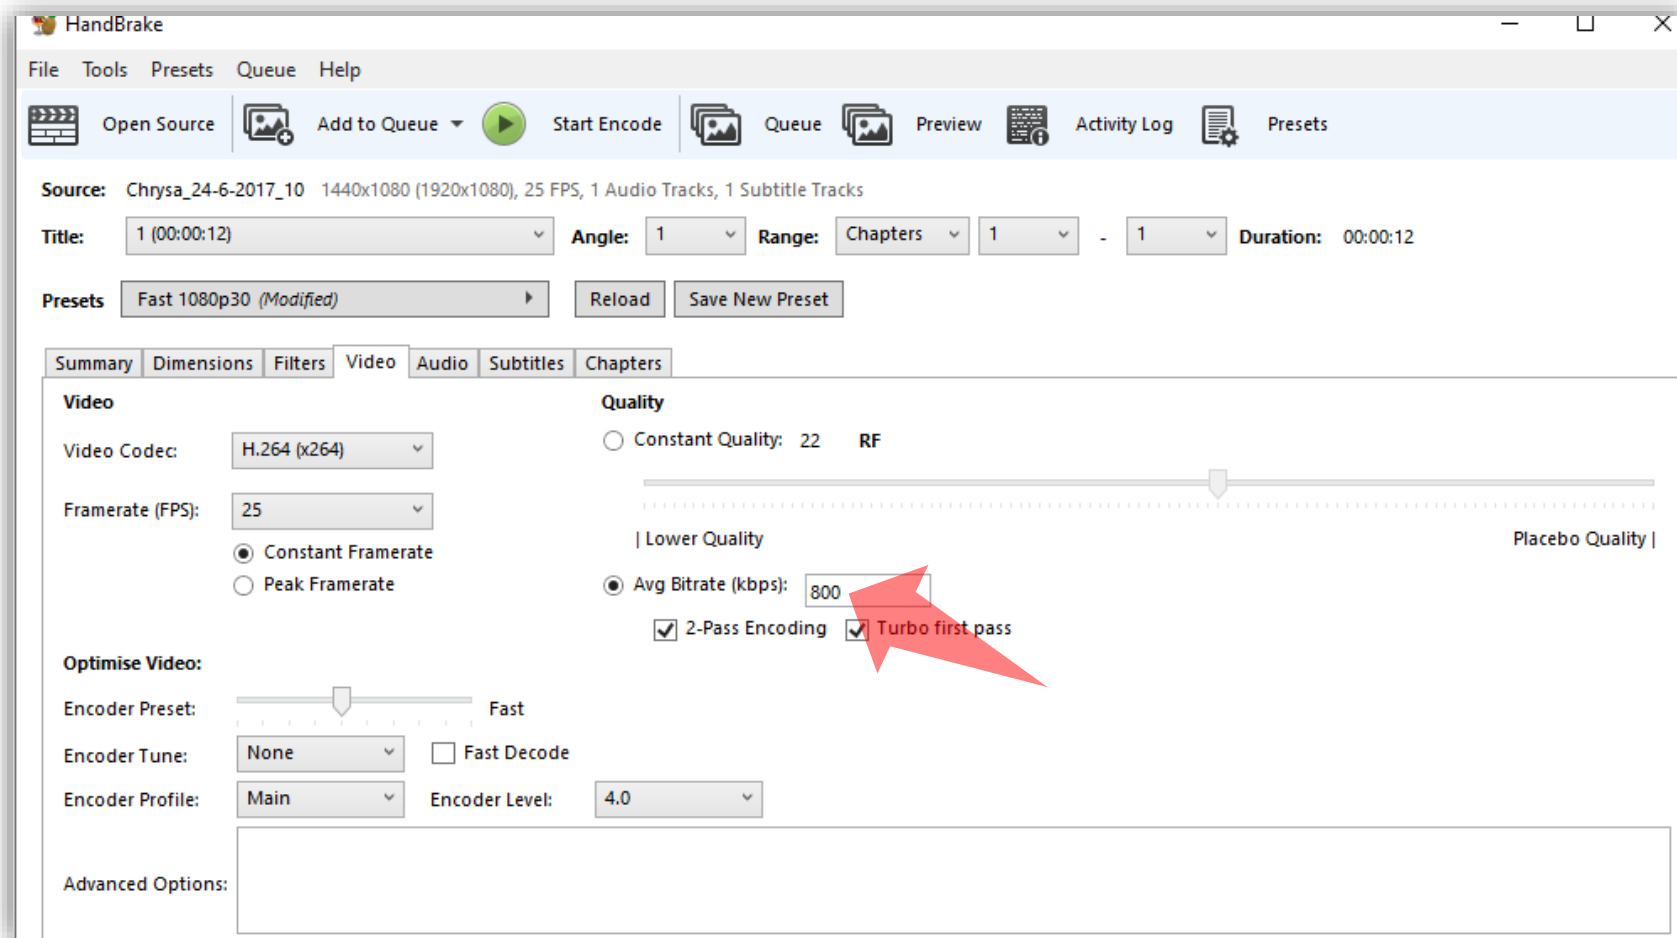 HandBrake
File Tools Presets Queue Help
Open Source Add to Queue Start Encode Queue Preview Activity Log Presets
Source: Chrysa_24-6-2017_10 1440x1080 (1920x1080), 25 FPS, 1 Audio Tracks, 1 Subtitle Tracks
Title: 1 (00:00:12) Angle: 1 Range: Chapters 1 - 1 Duration: 00:00:12
Presets Fast 1080p30 (Modified) Reload Save New Preset
Summary Dimensions Filters Video Audio Subtitles Chapters
Video Quality
Video Codec: H.264 (x264) Constant Quality: 22 RF
Framerate (FPS): 25
| Lower Quality Placebo Quality |
Constant Framerate
Peak Framerate Avg Bitrate (kbps): 800
2-Pass Encoding Turbo first pass
Optimise Video:
Encoder Preset: Fast
Encoder Tune: None Fast Decode
Encoder Profile: Main Encoder Level: 4.0
Advanced Options: